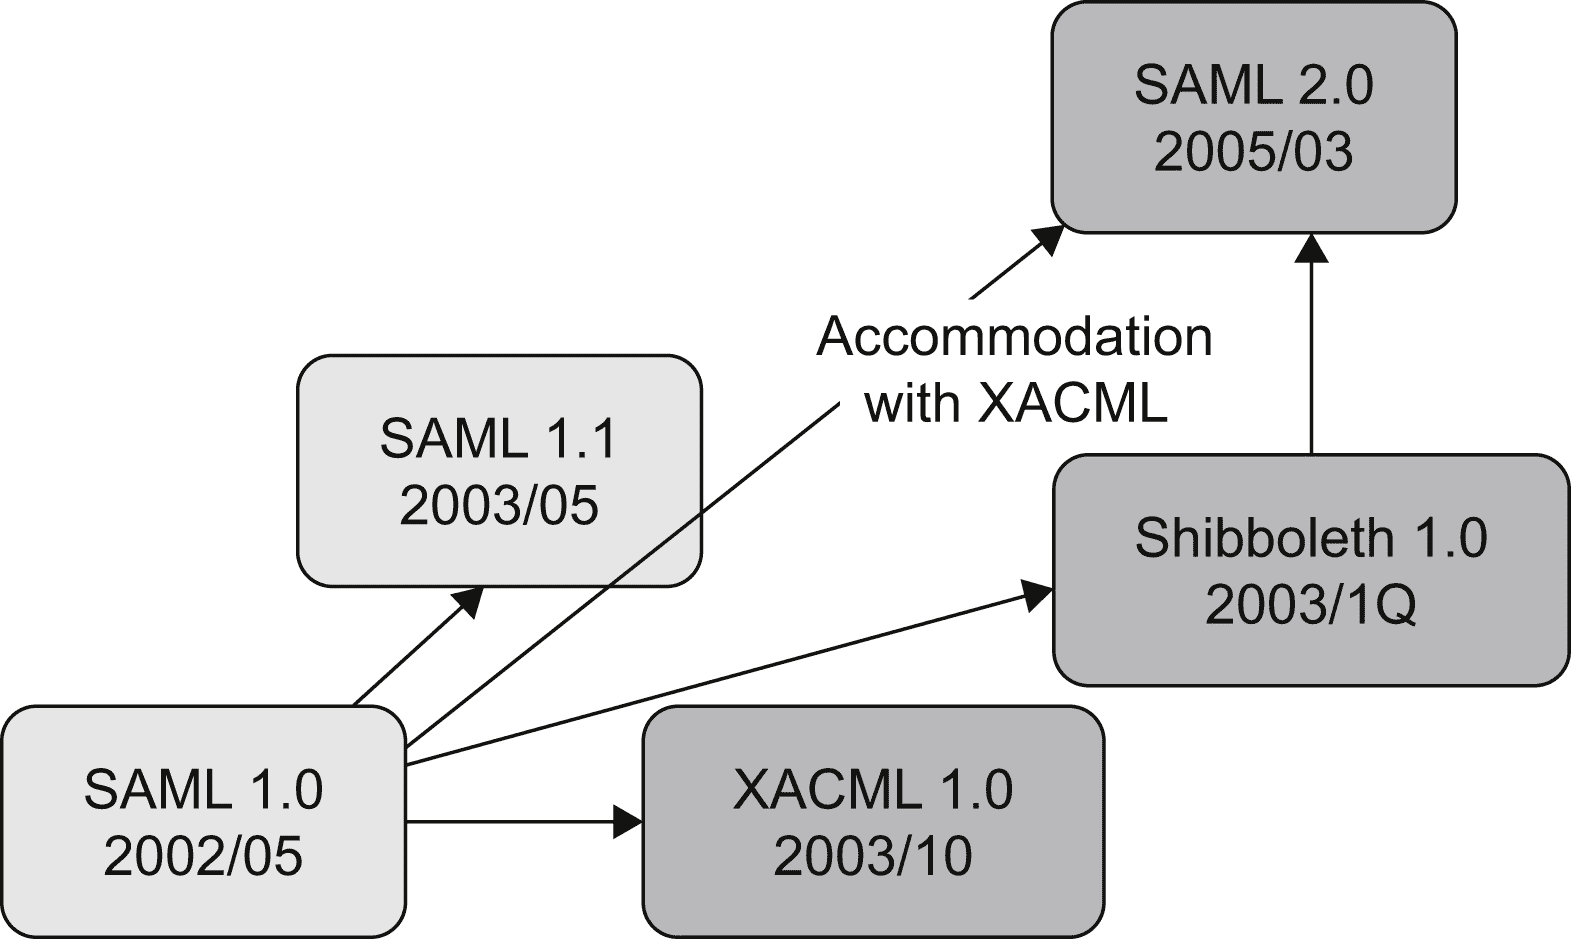 SAML 2.0
2005/03
Accommodation
with XACML
SAML 1.1
2003/05
Shibboleth 1.0
2003/1Q
SAML 1.0
2002/05
XACML 1.0
2003/10